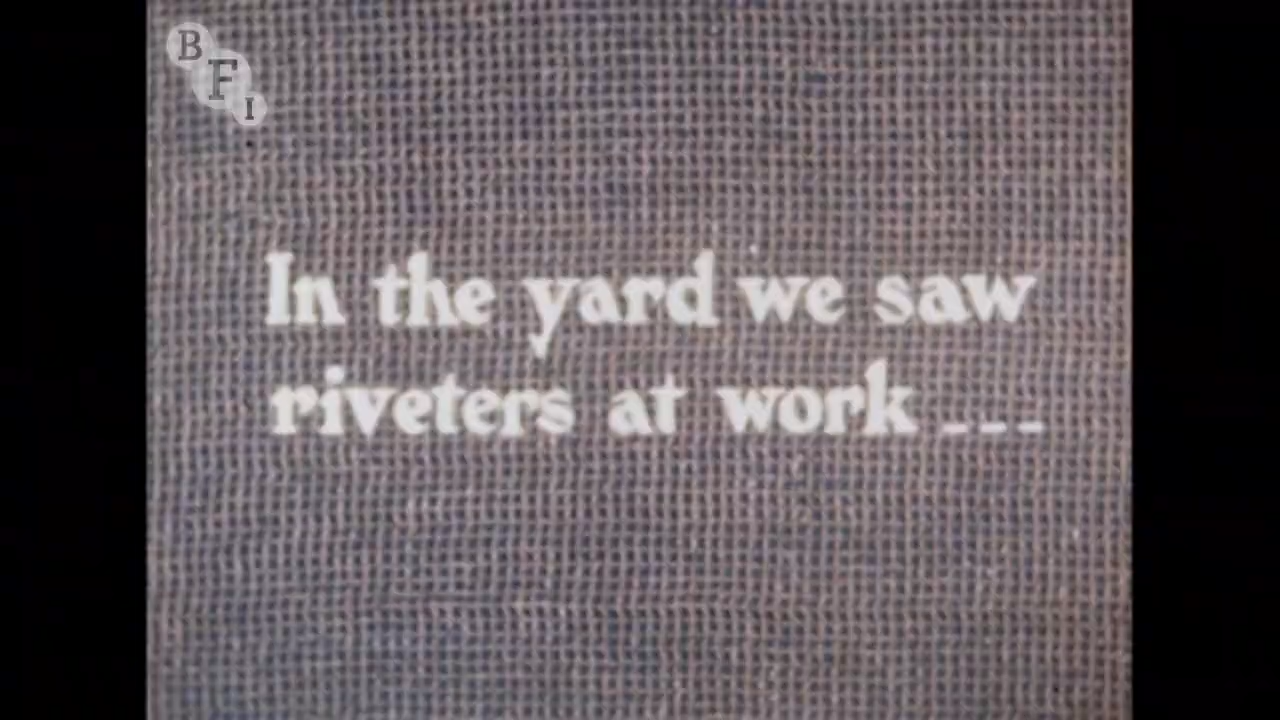 BFI
In the yard we saw
riveters at work ---